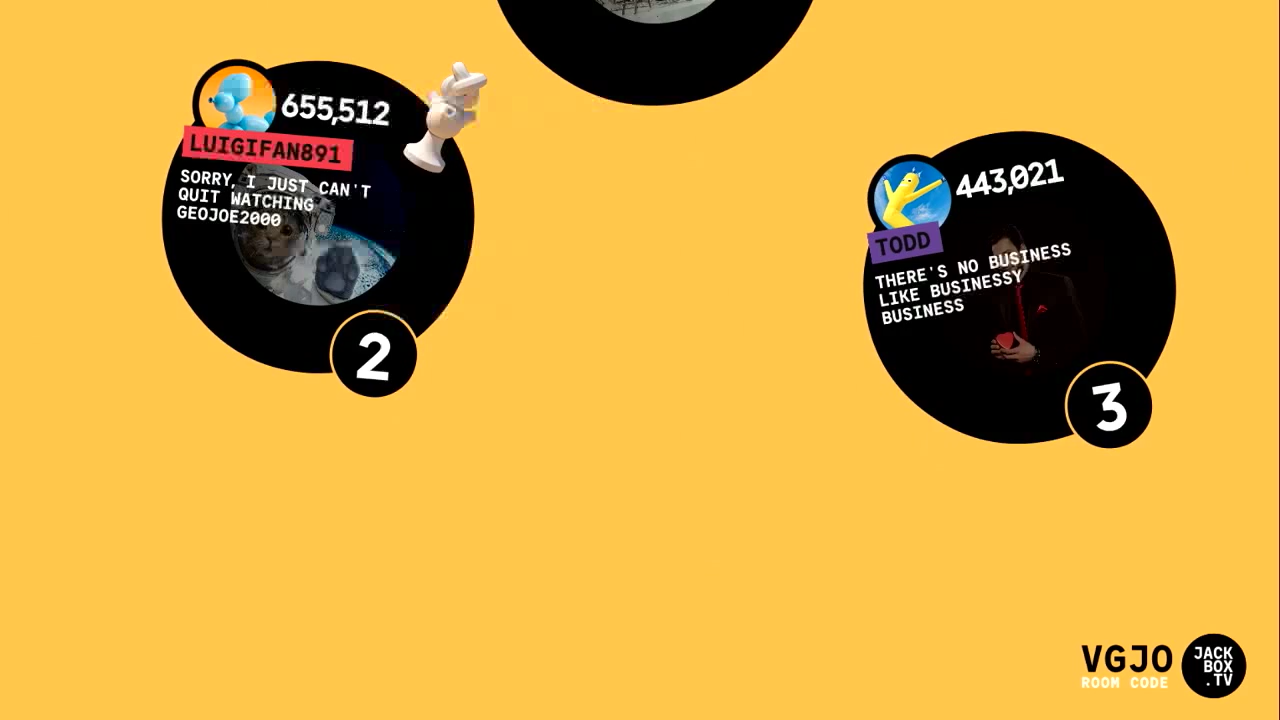 655,512
LUIGIFAN891
SORRY, I JUST CAN'T
QUIT WATCHING
GEOJOE2000
2
443,021
TODD
THERE'S NO BUSINESS
LIKE BUSINESSY
BUSINESS
3
VGJO
ROOM CODE
JACK
BOX
.TV